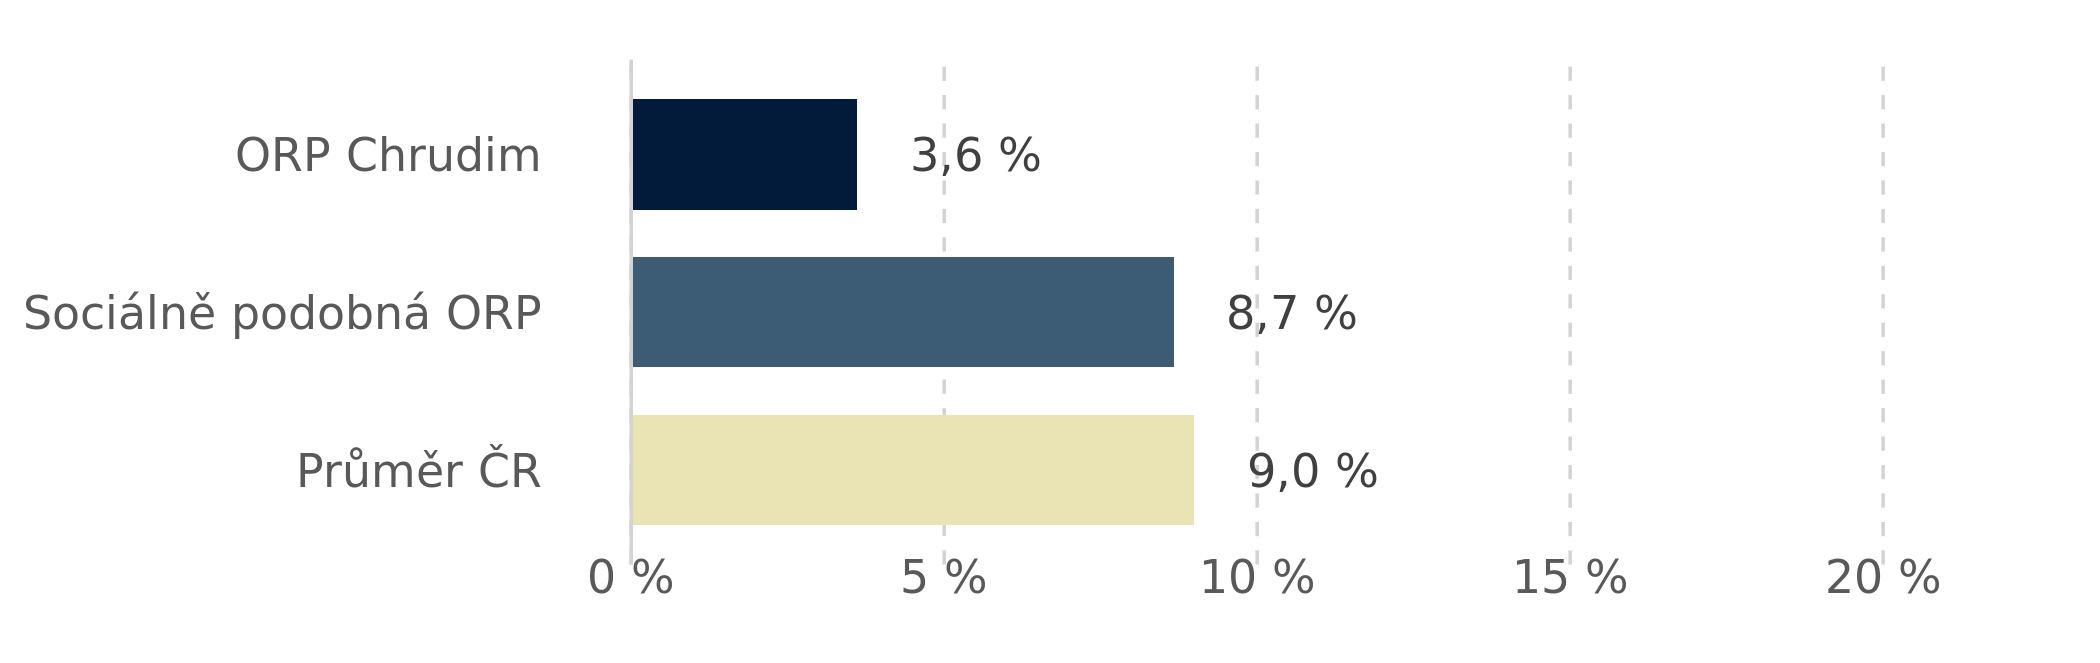 ORP Chrudim 3,6 %
Sociálně podobná ORP 8,7 %
Průměr ČR 9,0 %
0 % 5 % 10 % 15 % 20 %